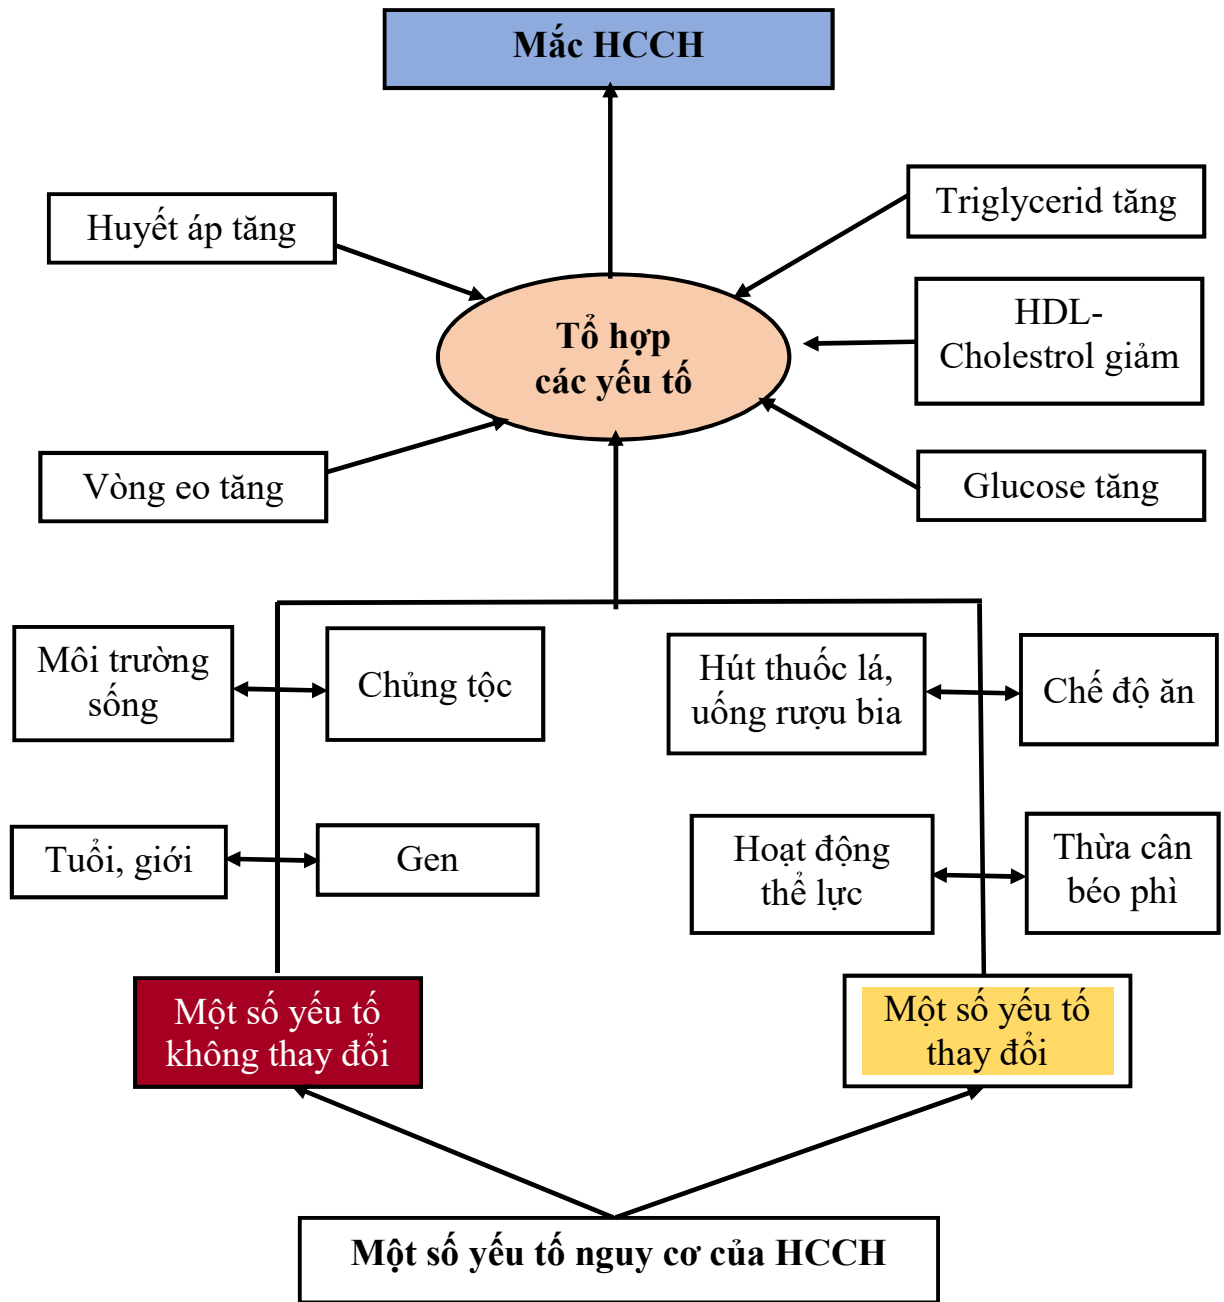 Mắc HCCH
Huyết áp tăng
Triglycerid tăng
HDL-
Cholestrol giảm
Tổ hợp
các yếu tố
Vòng eo tăng
Glucose tăng
Môi trường
sống
Chủng tộc
Hút thuốc lá,
uống rượu bia
Chế độ ăn
Tuổi, giới
Gen
Hoạt động
thể lực
Thừa cân
béo phì
Một số yếu tố
không thay đổi
Một số yếu tố
thay đổi
Một số yếu tố nguy cơ của HCCH